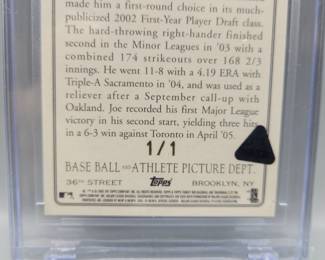 made him a first-round choice in its much-
publicized 2002 First-Year Player Draft class.
The hard-throwing right-hander finished
second in the Minor Leagues in '03 with a
combined 174 strikeouts over 168 2/3
innings. He went 11-8 with a 4.19 ERA with
Triple-A Sacramento in '04, and was used as a
reliever after a September call-up with
Oakland. Joe recorded his first Major League
victory in his second start, yielding three hits
in a 6-3 win against Toronto in April '05.
1/1
BASE BALL AND ATHLETE PICTURE DEPT.
36TH STREET Topps BROOKLYN, NY